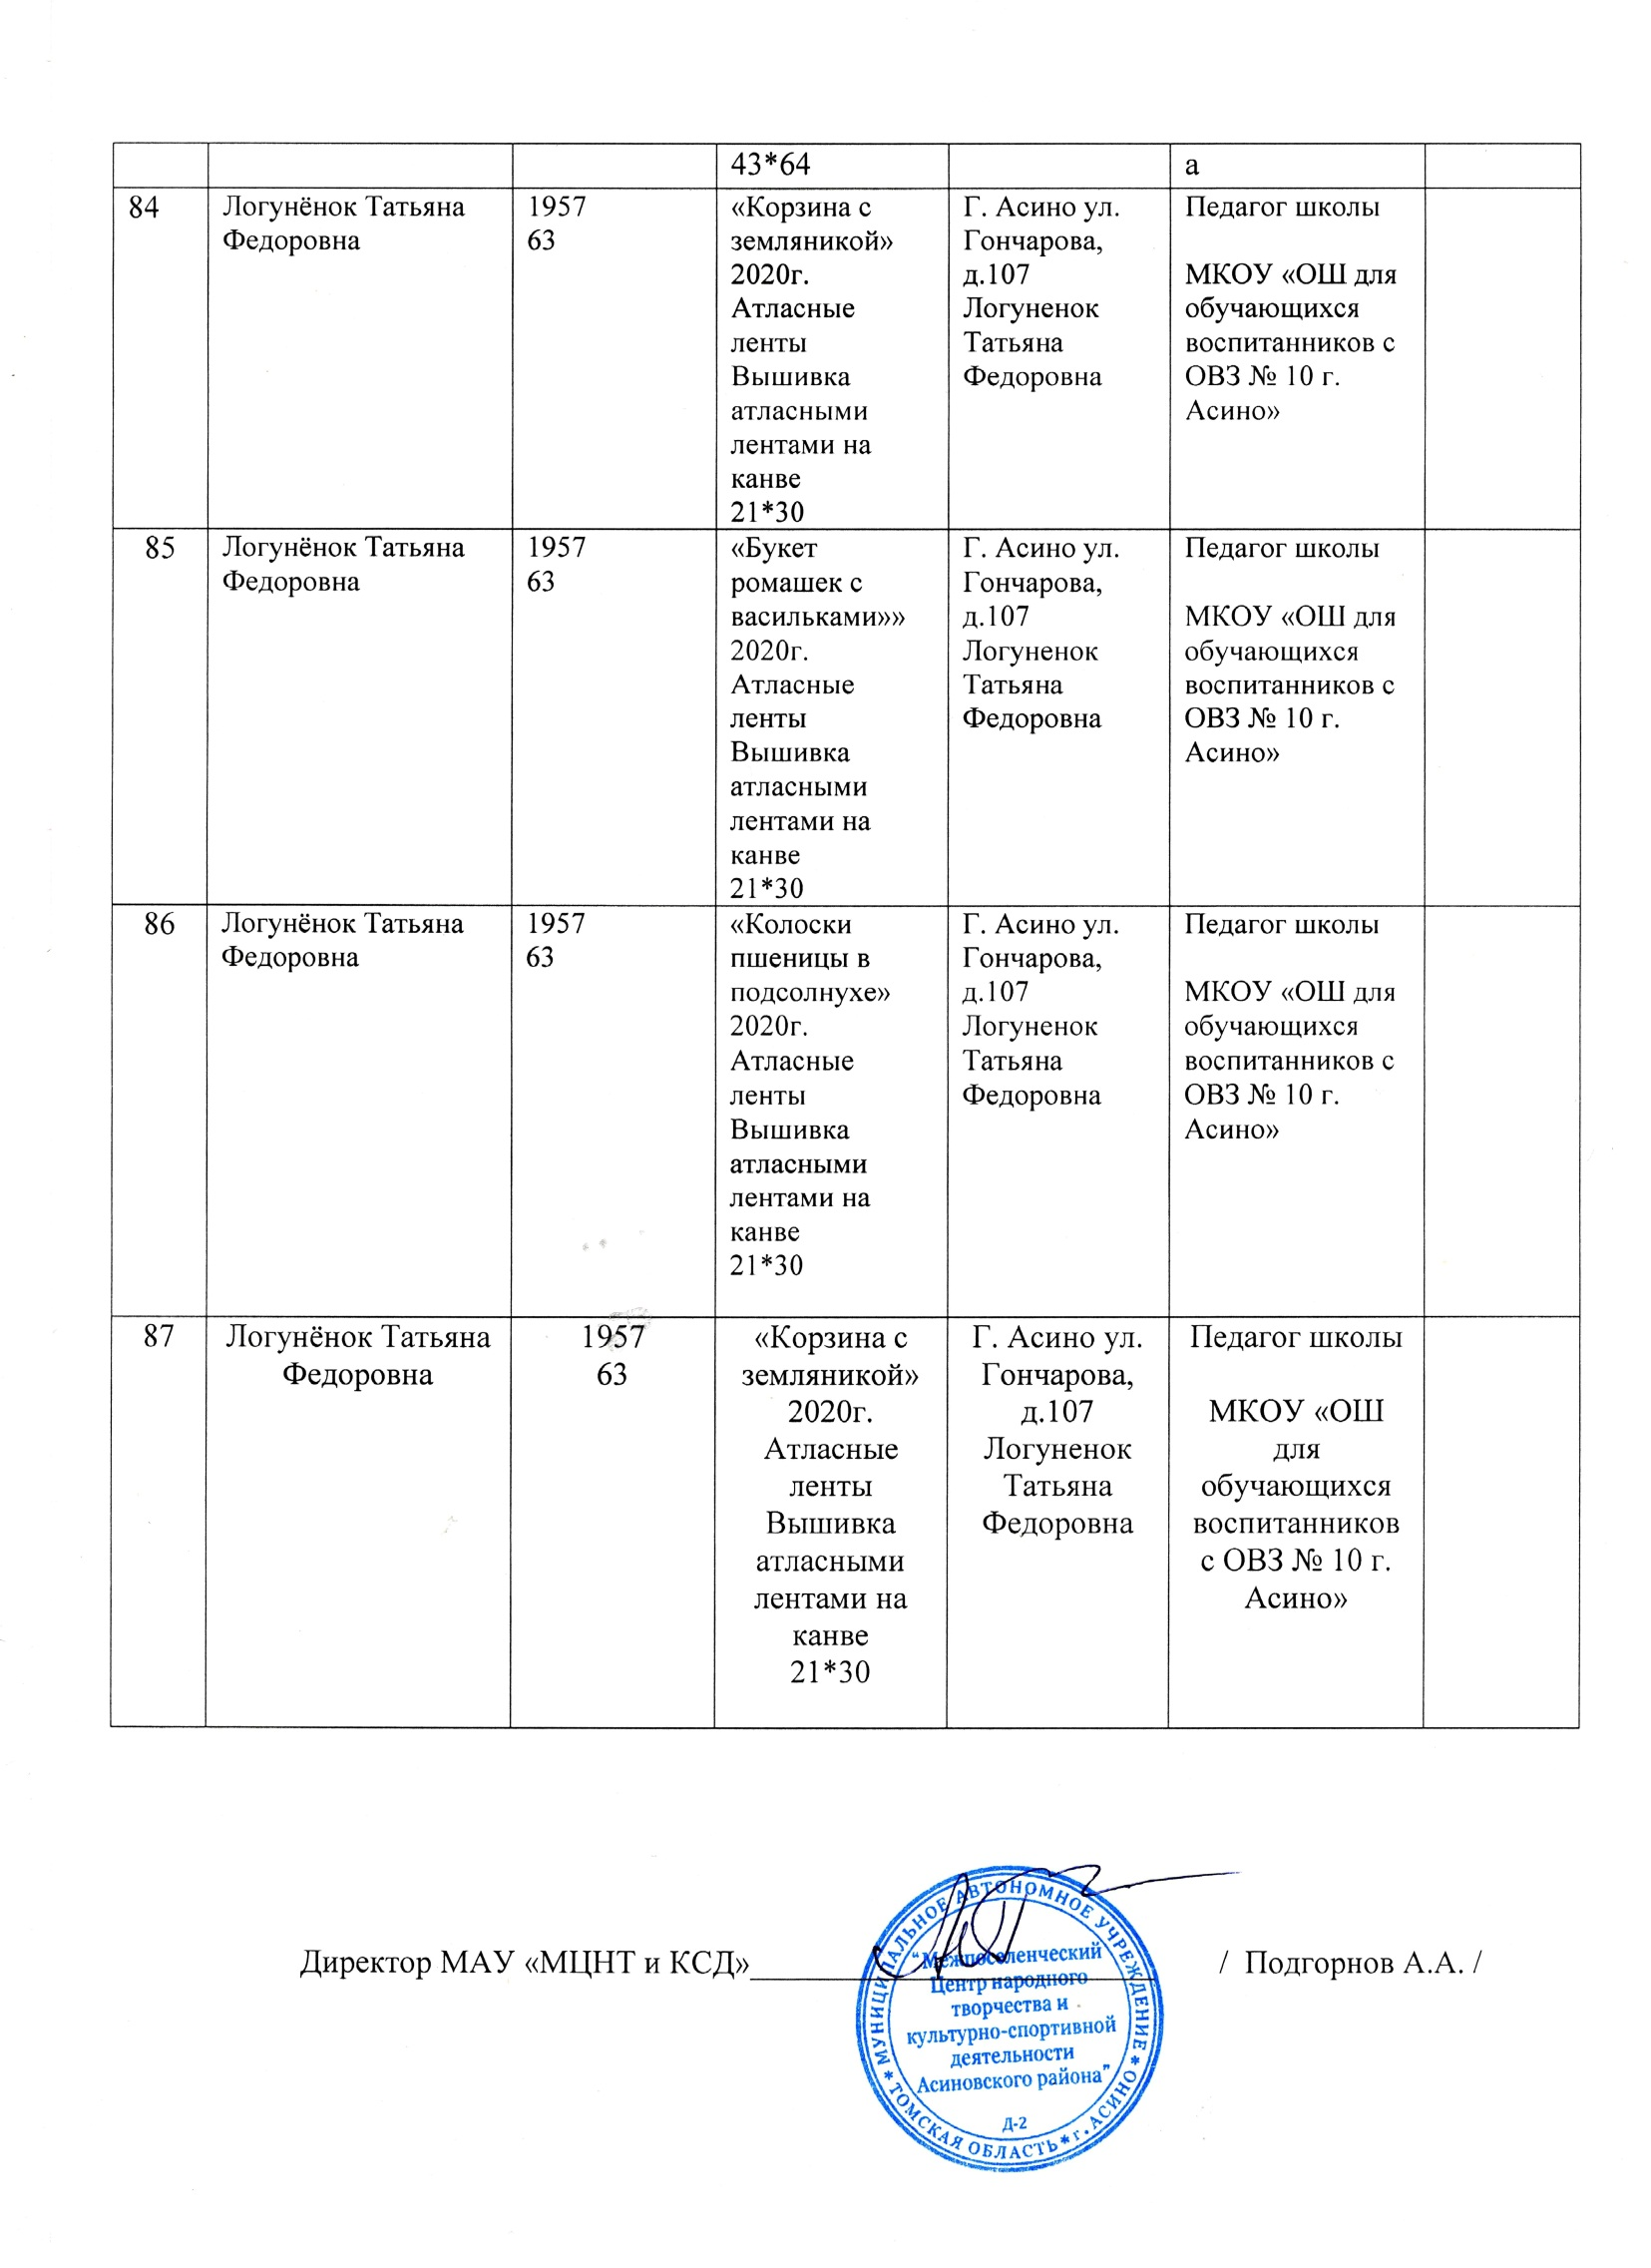 43*64
а
84
Логунёнок Татьяна
Федоровна
1957
63
«Корзина с
земляникой»
2020г.
Атласные
ленты
Вышивка
атласными
лентами на
канве
21*30
Г. Асино ул.
Гончарова,
д.107
Логуненок
Татьяна
Федоровна
Педагог школы
МКОУ «ОШ для
обучающихся
воспитанников с
ОВЗ № 10 г.
Асино»
85
Логунёнок Татьяна
Федоровна
1957
63
«Букет
ромашек с
васильками»»
2020г.
Атласные
ленты
Вышивка
атласными
лентами на
канве
21*30
Г. Асино ул.
Гончарова,
д.107
Логуненок
Татьяна
Федоровна
Педагог школы
МКОУ «ОШ для
обучающихся
воспитанников с
ОВЗ № 10 г.
Асино»
86
Логунёнок Татьяна
Федоровна
1957
63
«Колоски
пшеницы в
подсолнухе»
2020г.
Атласные
ленты
Вышивка
атласными
лентами на
канве
21*30
Г. Асино ул.
Гончарова,
д.107
Логуненок
Татьяна
Федоровна
Педагог школы
МКОУ «ОШ для
обучающихся
воспитанников с
ОВЗ № 10 г.
Асино»
87
Логунёнок Татьяна
Федоровна
1957
63
«Корзина с
земляникой»
2020г.
Атласные
ленты
Вышивка
атласными
лентами на
канве
21*30
Г. Асино ул.
Гончарова,
д.107
Логуненок
Татьяна
Федоровна
Педагог школы
МКОУ «ОШ
для
обучающихся
воспитанников
с ОВЗ № 10 г.
Асино»
Директор МАУ «МЦНТ и КСД»________________________ / Подгорнов А.А. /
МУНИЦИПАЛЬНОЕ АВТОНОМНОЕ УЧРЕЖДЕНИЕ
* ТОМСКАЯ ОБЛАСТЬ * г. АСИНО *
"Межпоселенческий
Центр народного
творчества и
культурно-спортивной
деятельности
Асиновского района"
Д-2